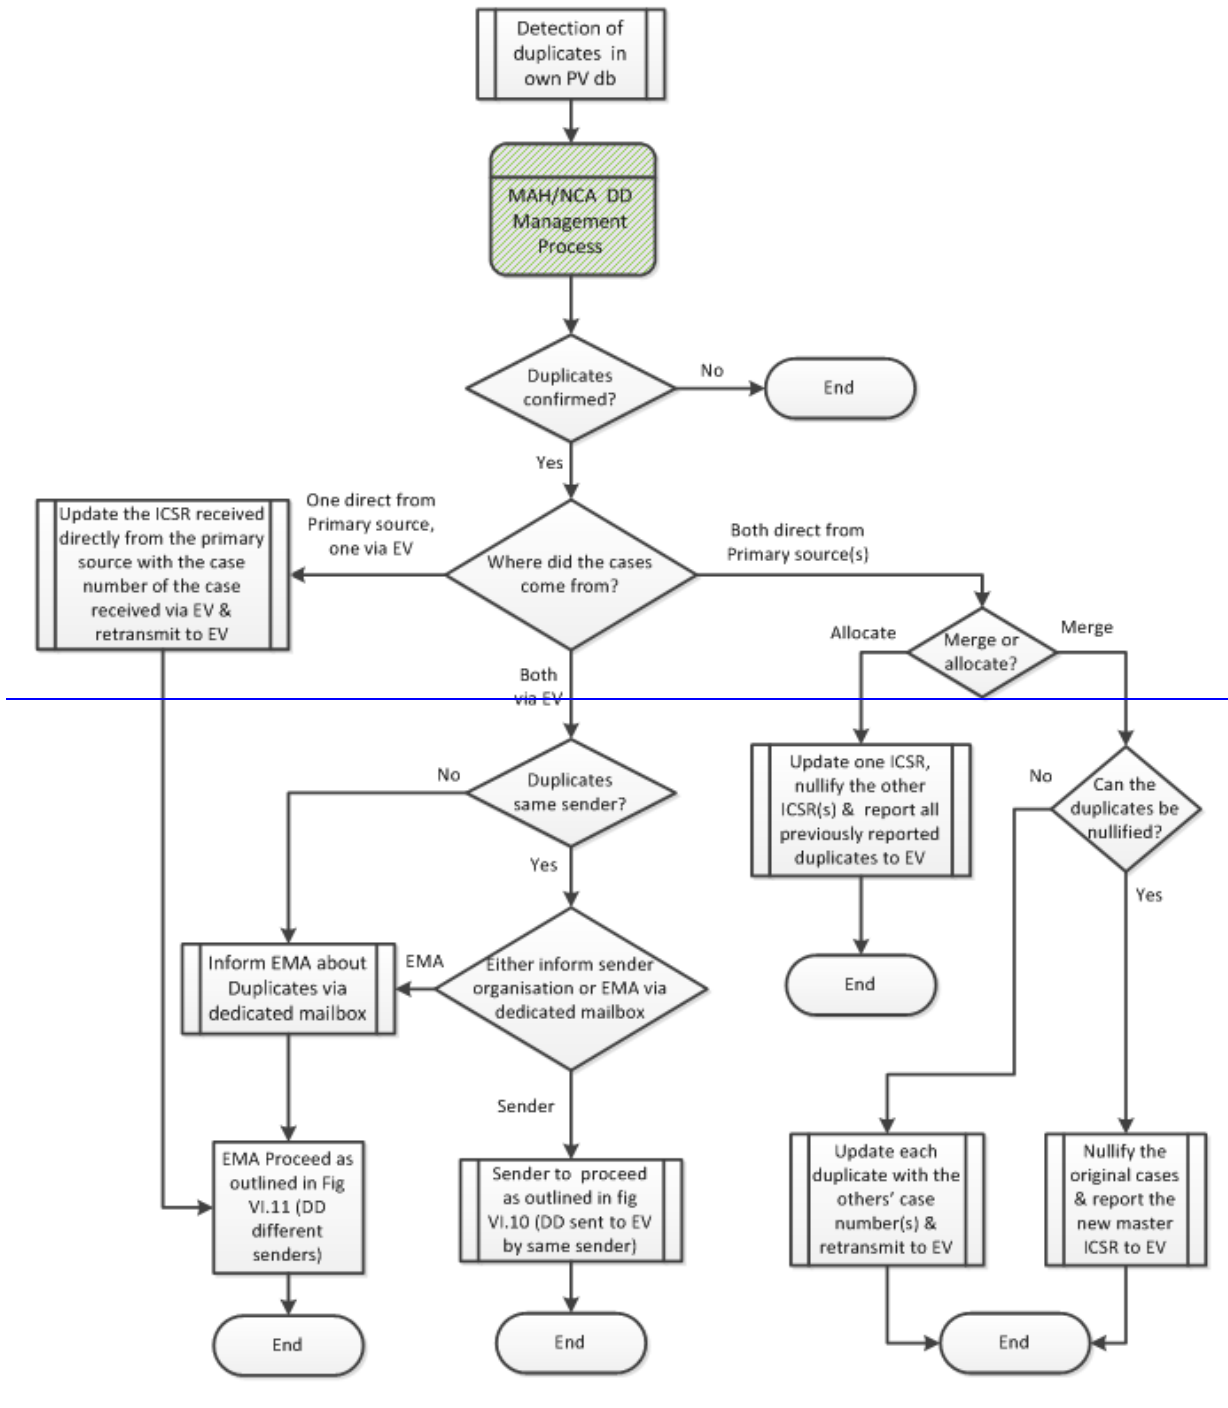 Detection of
duplicates in
own PV db
MAH/NCA DD
Management
Process
Duplicates
confirmed?
No
End
Yes
One direct from
Primary source,
one via EV
Update the ICSR received
directly from the primary
source with the case
number of the case
received via EV &
retransmit to EV
Where did the cases
come from?
Both direct from
Primary source(s)
Allocate
Merge or
allocate?
Merge
Both
via EV
No
Duplicates
same sender?
Update one ICSR,
nullify the other
ICSR(s) & report all
previously reported
duplicates to EV
No
Can the
duplicates be
nullified?
Yes
Yes
Inform EMA about
Duplicates via
dedicated mailbox
EMA
Either inform sender
organisation or EMA via
dedicated mailbox
End
Sender
EMA Proceed as
outlined in Fig
VI.11 (DD
different
senders)
Sender to proceed
as outlined in fig
VI.10 (DD sent to EV
by same sender)
Update each
duplicate with the
others' case
number(s) &
retransmit to EV
Nullify the
original cases
& report the
new master
ICSR to EV
End
End
End